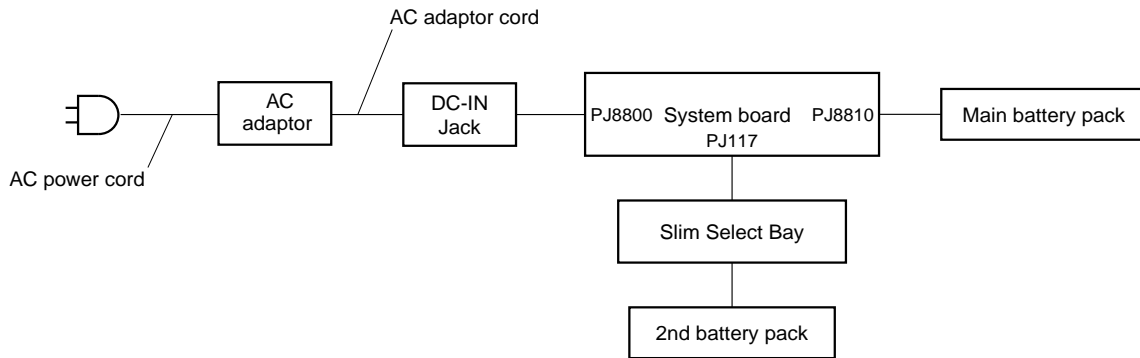 AC adaptor cord
AC
adaptor
DC-IN
Jack
PJ8800 System board PJ8810
PJ117
Main battery pack
AC power cord
Slim Select Bay
2nd battery pack